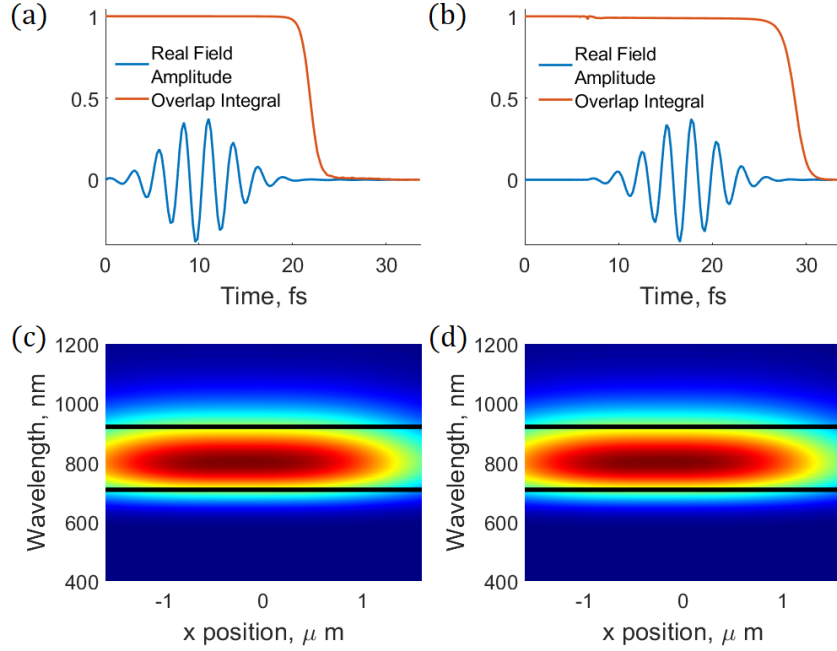 (a)
1
Real Field
Amplitude
Overlap Integral
0.5
0
0 10 20 30
Time, fs
(b)
1
Real Field
Amplitude
Overlap Integral
0.5
0
0 10 20 30
Time, fs
(c)
1200
1000
800
600
400
Wavelength, nm
-1 0 1
x position, μ m
(d)
1200
1000
800
600
400
Wavelength, nm
-1 0 1
x position, μ m